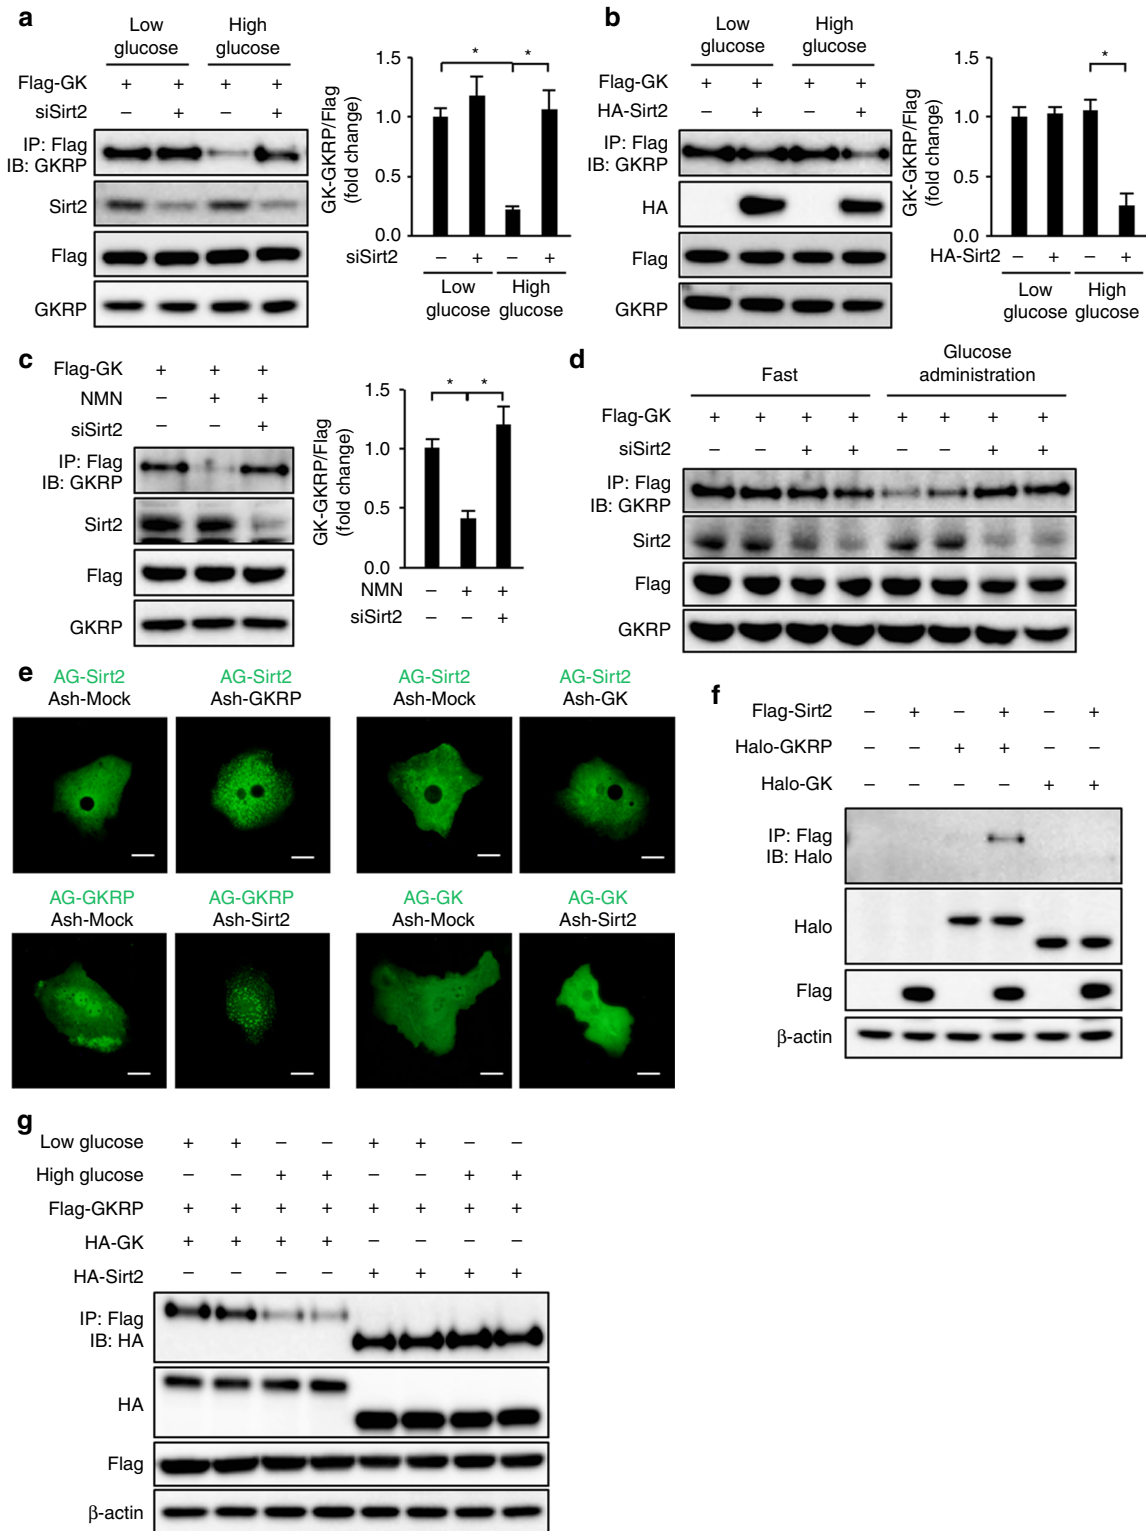 a
Low glucose
High glucose
Flag-GK + + + +
siSirt2 – + – +
IP: Flag
IB: GKRP
Sirt2
Flag
GKRP
GK-GKRP/Flag
(fold change)
1.5
1.0
0.5
0.0
* *
siSirt2 – + – +
Low glucose
High glucose
b
Low glucose
High glucose
Flag-GK + + + +
HA-Sirt2 – + – +
IP: Flag
IB: GKRP
HA
Flag
GKRP
GK-GKRP/Flag
(fold change)
1.5
1.0
0.5
0.0
*
HA-Sirt2 – + – +
Low glucose
High glucose
c
Flag-GK + + +
NMN – + +
siSirt2 – – +
IP: Flag
IB: GKRP
Sirt2
Flag
GKRP
GK-GKRP/Flag
(fold change)
1.5
1.0
0.5
0.0
* *
NMN – + +
siSirt2 – – +
d
Fast
Glucose administration
Flag-GK + + + + + + + +
siSirt2 – – + + – – + +
IP: Flag
IB: GKRP
Sirt2
Flag
GKRP
e
AG-Sirt2
Ash-Mock
AG-Sirt2
Ash-GKRP
AG-Sirt2
Ash-Mock
AG-Sirt2
Ash-GK
AG-GKRP
Ash-Mock
AG-GKRP
Ash-Sirt2
AG-GK
Ash-Mock
AG-GK
Ash-Sirt2
f
Flag-Sirt2 – + – + – +
Halo-GKRP – – + + – –
Halo-GK – – – – + +
IP: Flag
IB: Halo
Halo
Flag
β-actin
g
Low glucose + + – – + + – –
High glucose – – + + – – + +
Flag-GKRP + + + + + + + +
HA-GK + + + + – – – –
HA-Sirt2 – – – – + + + +
IP: Flag
IB: HA
HA
Flag
β-actin